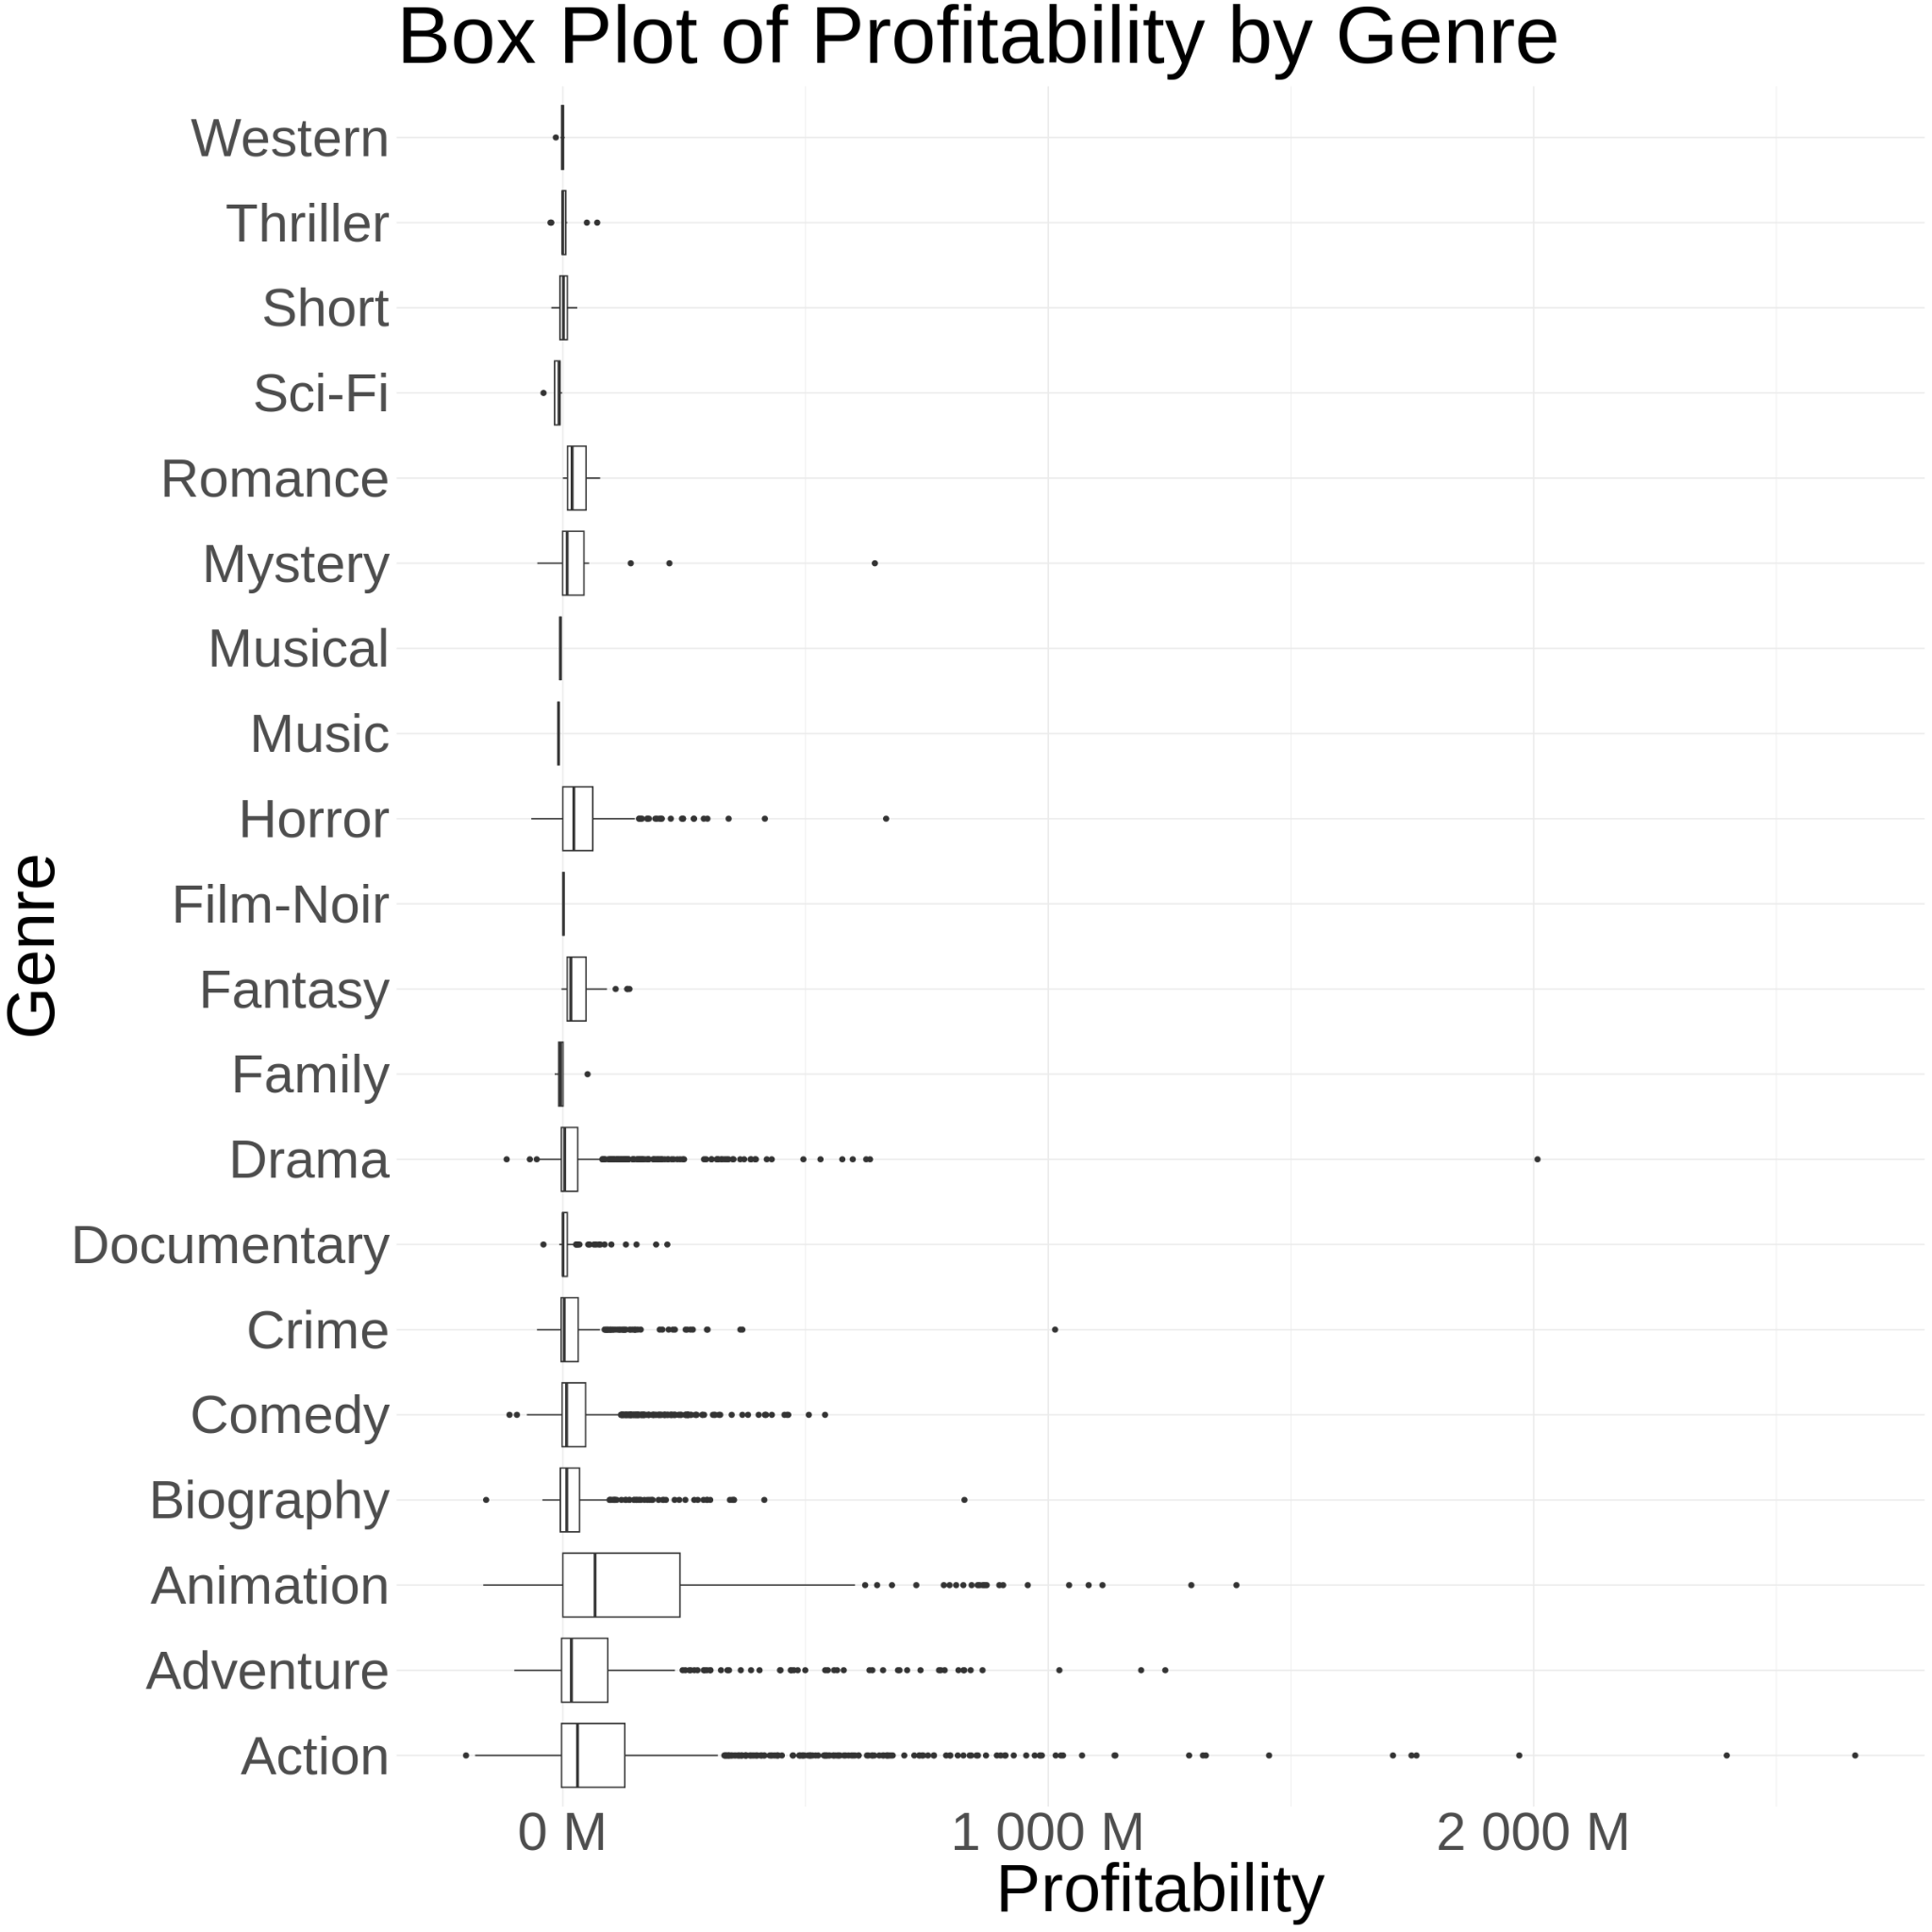 Box Plot of Profitability by Genre
Western
Thriller
Short
Sci-Fi
Romance
Mystery
Musical
Music
Horror
Film-Noir
Fantasy
Family
Drama
Documentary
Crime
Comedy
Biography
Animation
Adventure
Action
Genre
0 M
1 000 M
2 000 M
Profitability